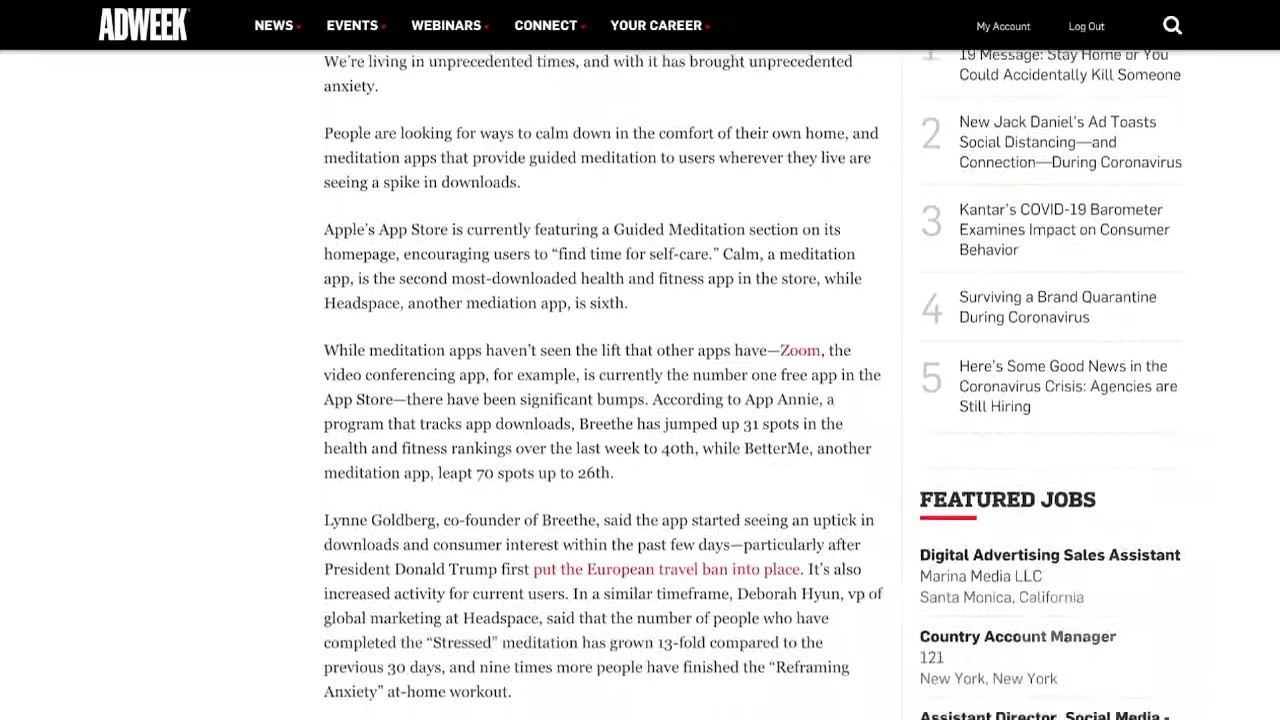 ADWEEK
NEWS
EVENTS
WEBINARS
CONNECT
YOUR CAREER
My Account
Log Out
We're living in unprecedented times, and with it has brought unprecedented
anxiety.
People are looking for ways to calm down in the comfort of their own home, and
meditation apps that provide guided meditation to users wherever they live are
seeing a spike in downloads.
Apple's App Store is currently featuring a Guided Meditation section on its
homepage, encouraging users to “find time for self-care.” Calm, a meditation
app, is the second most-downloaded health and fitness app in the store, while
Headspace, another mediation app, is sixth.
While meditation apps haven't seen the lift that other apps have—Zoom, the
video conferencing app, for example, is currently the number one free app in the
App Store—there have been significant bumps. According to App Annie, a
program that tracks app downloads, Breethe has jumped up 31 spots in the
health and fitness rankings over the last week to 40th, while BetterMe, another
meditation app, leapt 70 spots up to 26th.
Lynne Goldberg, co-founder of Breethe, said the app started seeing an uptick in
downloads and consumer interest within the past few days—particularly after
President Donald Trump first put the European travel ban into place. It's also
increased activity for current users. In a similar timeframe, Deborah Hyun, vp of
global marketing at Headspace, said that the number of people who have
completed the “Stressed” meditation has grown 13-fold compared to the
previous 30 days, and nine times more people have finished the “Reframing
Anxiety” at-home workout.
1
19 Message: Stay Home or You
Could Accidentally Kill Someone
2
New Jack Daniel's Ad Toasts
Social Distancing—and
Connection—During Coronavirus
3
Kantar's COVID-19 Barometer
Examines Impact on Consumer
Behavior
4
Surviving a Brand Quarantine
During Coronavirus
5
Here's Some Good News in the
Coronavirus Crisis: Agencies are
Still Hiring
FEATURED JOBS
Digital Advertising Sales Assistant
Marina Media LLC
Santa Monica, California
Country Account Manager
121
New York, New York
Assistant Director, Social Media -